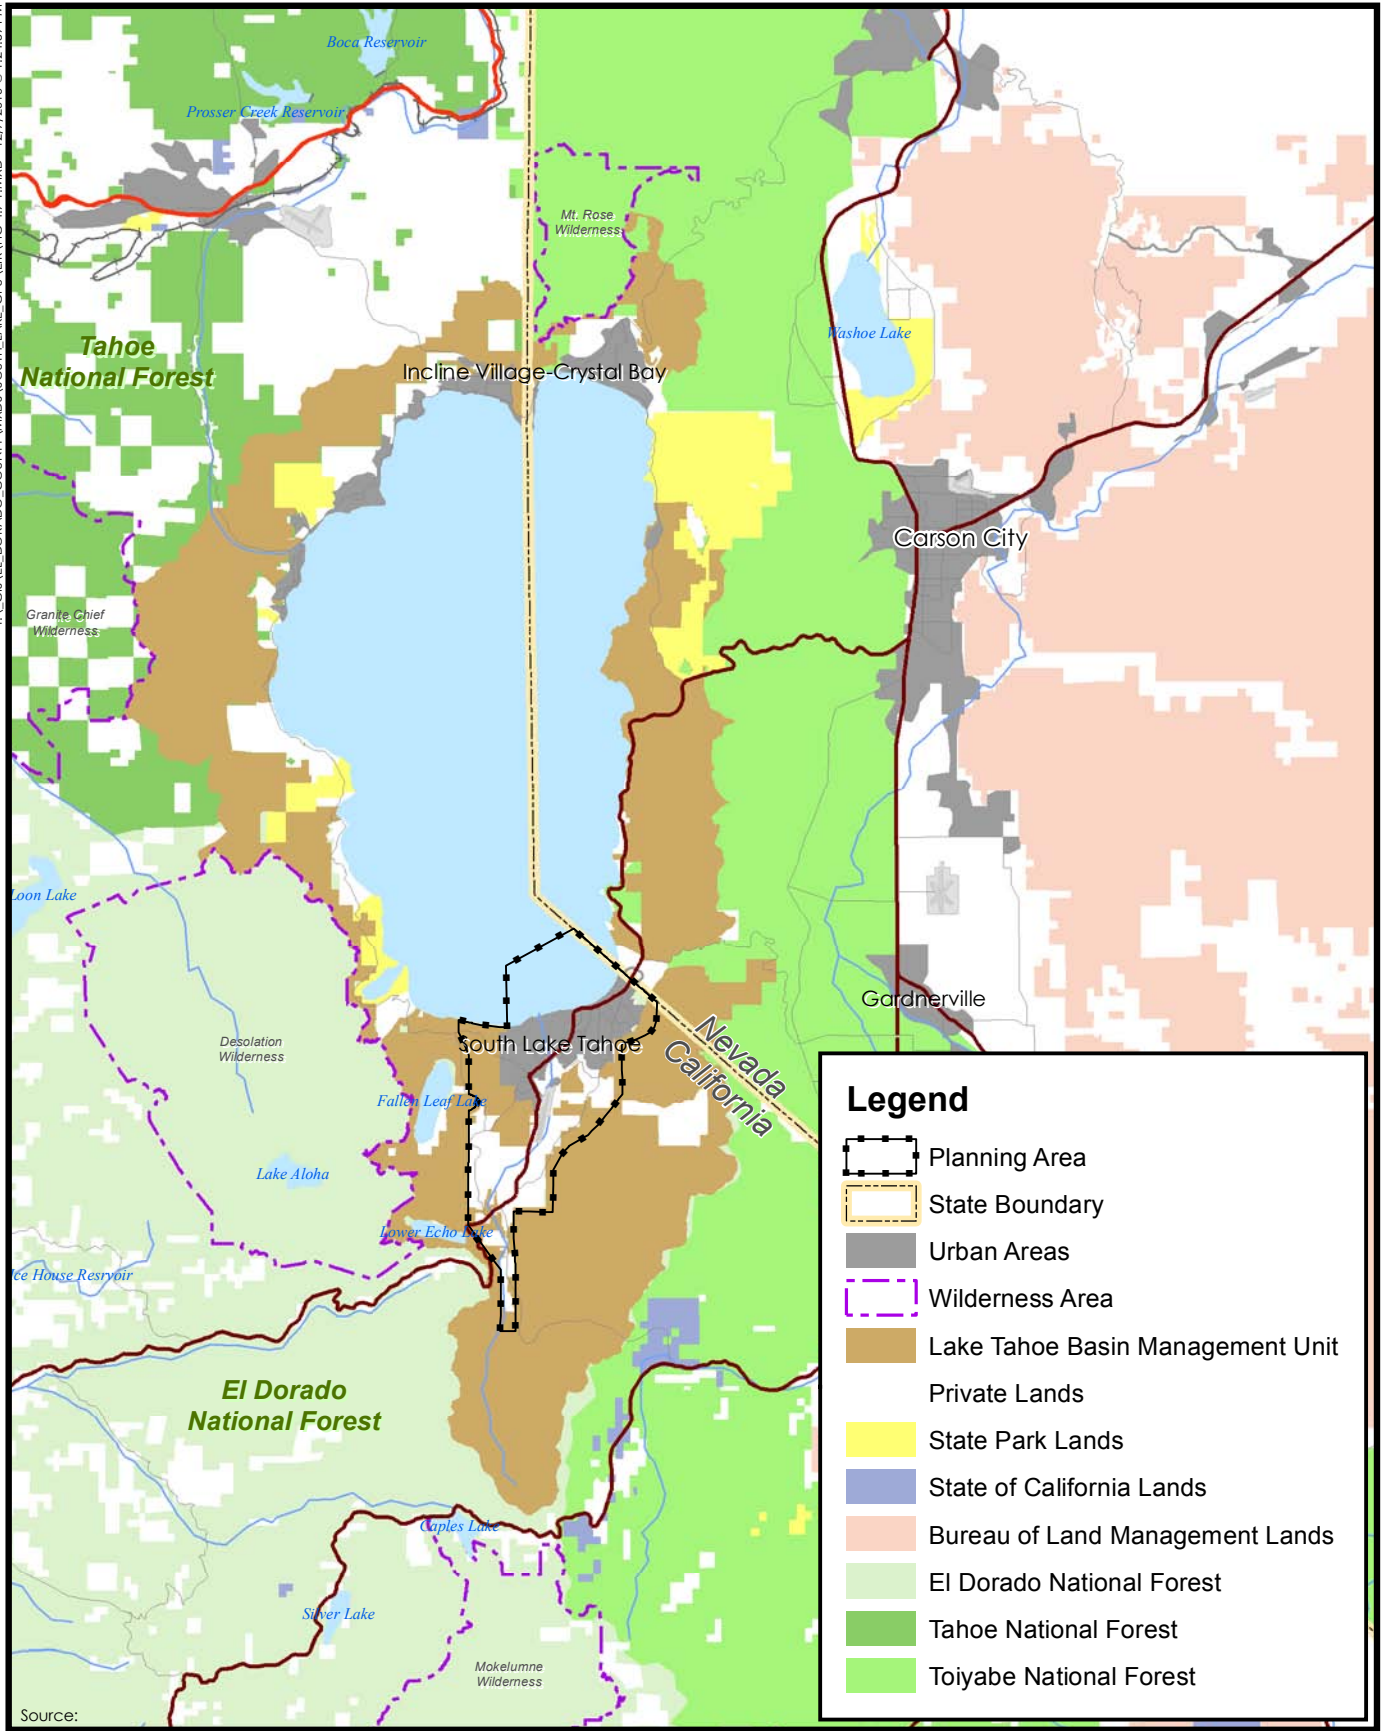 Boca Reservoir
Prosser Creek Reservoir
Mt. Rose
Wilderness
Tahoe
National Forest
Washoe Lake
Incline Village-Crystal Bay
Carson City
Granite Chief
Wilderness
Loon Lake
Gardnerville
Nevada
California
Desolation
Wilderness
South Lake Tahoe
Fallen Leaf Lake
Lake Aloha
Lower Echo Lake
Ice House Resrvoir
El Dorado
National Forest
Caples Lake
Silver Lake
Mokelumne
Wilderness
Source:
Legend
Planning Area
State Boundary
Urban Areas
Wilderness Area
Lake Tahoe Basin Management Unit
Private Lands
State Park Lands
State of California Lands
Bureau of Land Management Lands
El Dorado National Forest
Tahoe National Forest
Toiyabe National Forest